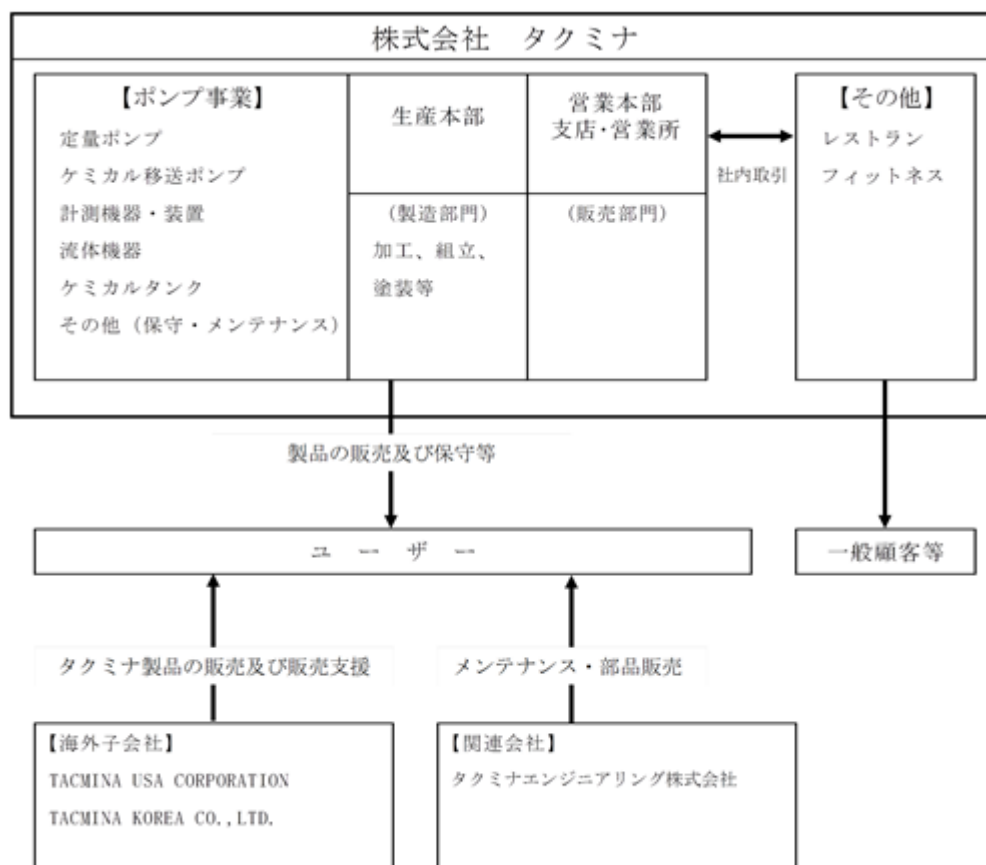 株式会社　タクミナ
【ポンプ事業】
定量ポンプ
ケミカル移送ポンプ
計測機器・装置
流体機器
ケミカルタンク
その他（保守・メンテナンス）
生産本部
(製造部門)
加工、組立、
塗装等
営業本部
支店・営業所
(販売部門)
社内取引
【その他】
レストラン
フィットネス
製品の販売及び保守等
ユ　ー　ザ　ー
一般顧客等
タクミナ製品の販売及び販売支援
メンテナンス・部品販売
【海外子会社】
TACMINA USA CORPORATION
TACMINA KOREA CO.,LTD.
【関連会社】
タクミナエンジニアリング株式会社